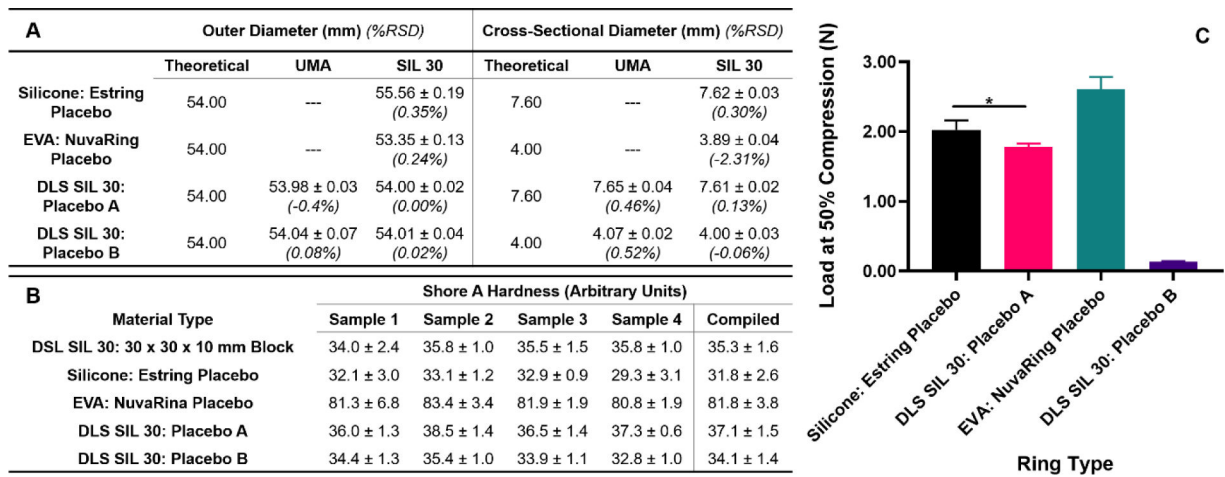 A
Outer Diameter (mm) (%RSD) Cross-Sectional Diameter (mm) (%RSD)
Theoretical UMA SIL 30 Theoretical UMA SIL 30
Silicone: Estring Placebo 54.00 --- 55.56 ± 0.19 (0.35%) 7.60 --- 7.62 ± 0.03 (0.30%)
EVA: NuvaRing Placebo 54.00 --- 53.35 ± 0.13 (0.24%) 4.00 --- 3.89 ± 0.04 (-2.31%)
DLS SIL 30: Placebo A 54.00 53.98 ± 0.03 (-0.4%) 54.00 ± 0.02 (0.00%) 7.60 7.65 ± 0.04 (0.46%) 7.61 ± 0.02 (0.13%)
DLS SIL 30: Placebo B 54.00 54.04 ± 0.07 (0.08%) 54.01 ± 0.04 (0.02%) 4.00 4.07 ± 0.02 (0.52%) 4.00 ± 0.03 (-0.06%)
B
Shore A Hardness (Arbitrary Units)
Material Type Sample 1 Sample 2 Sample 3 Sample 4 Compiled
DSL SIL 30: 30 x 30 x 10 mm Block 34.0 ± 2.4 35.8 ± 1.0 35.5 ± 1.5 35.8 ± 1.0 35.3 ± 1.6
Silicone: Estring Placebo 32.1 ± 3.0 33.1 ± 1.2 32.9 ± 0.9 29.3 ± 3.1 31.8 ± 2.6
EVA: NuvaRina Placebo 81.3 ± 6.8 83.4 ± 3.4 81.9 ± 1.9 80.8 ± 1.9 81.8 ± 3.8
DLS SIL 30: Placebo A 36.0 ± 1.3 38.5 ± 1.4 36.5 ± 1.4 37.3 ± 0.6 37.1 ± 1.5
DLS SIL 30: Placebo B 34.4 ± 1.3 35.4 ± 1.0 33.9 ± 1.1 32.8 ± 1.0 34.1 ± 1.4
C
Load at 50% Compression (N)
3.00
2.00
1.00
0.00
*
Silicone: Estring Placebo
DLS SIL 30: Placebo A
EVA: NuvaRing Placebo
DLS SIL 30: Placebo B
Ring Type